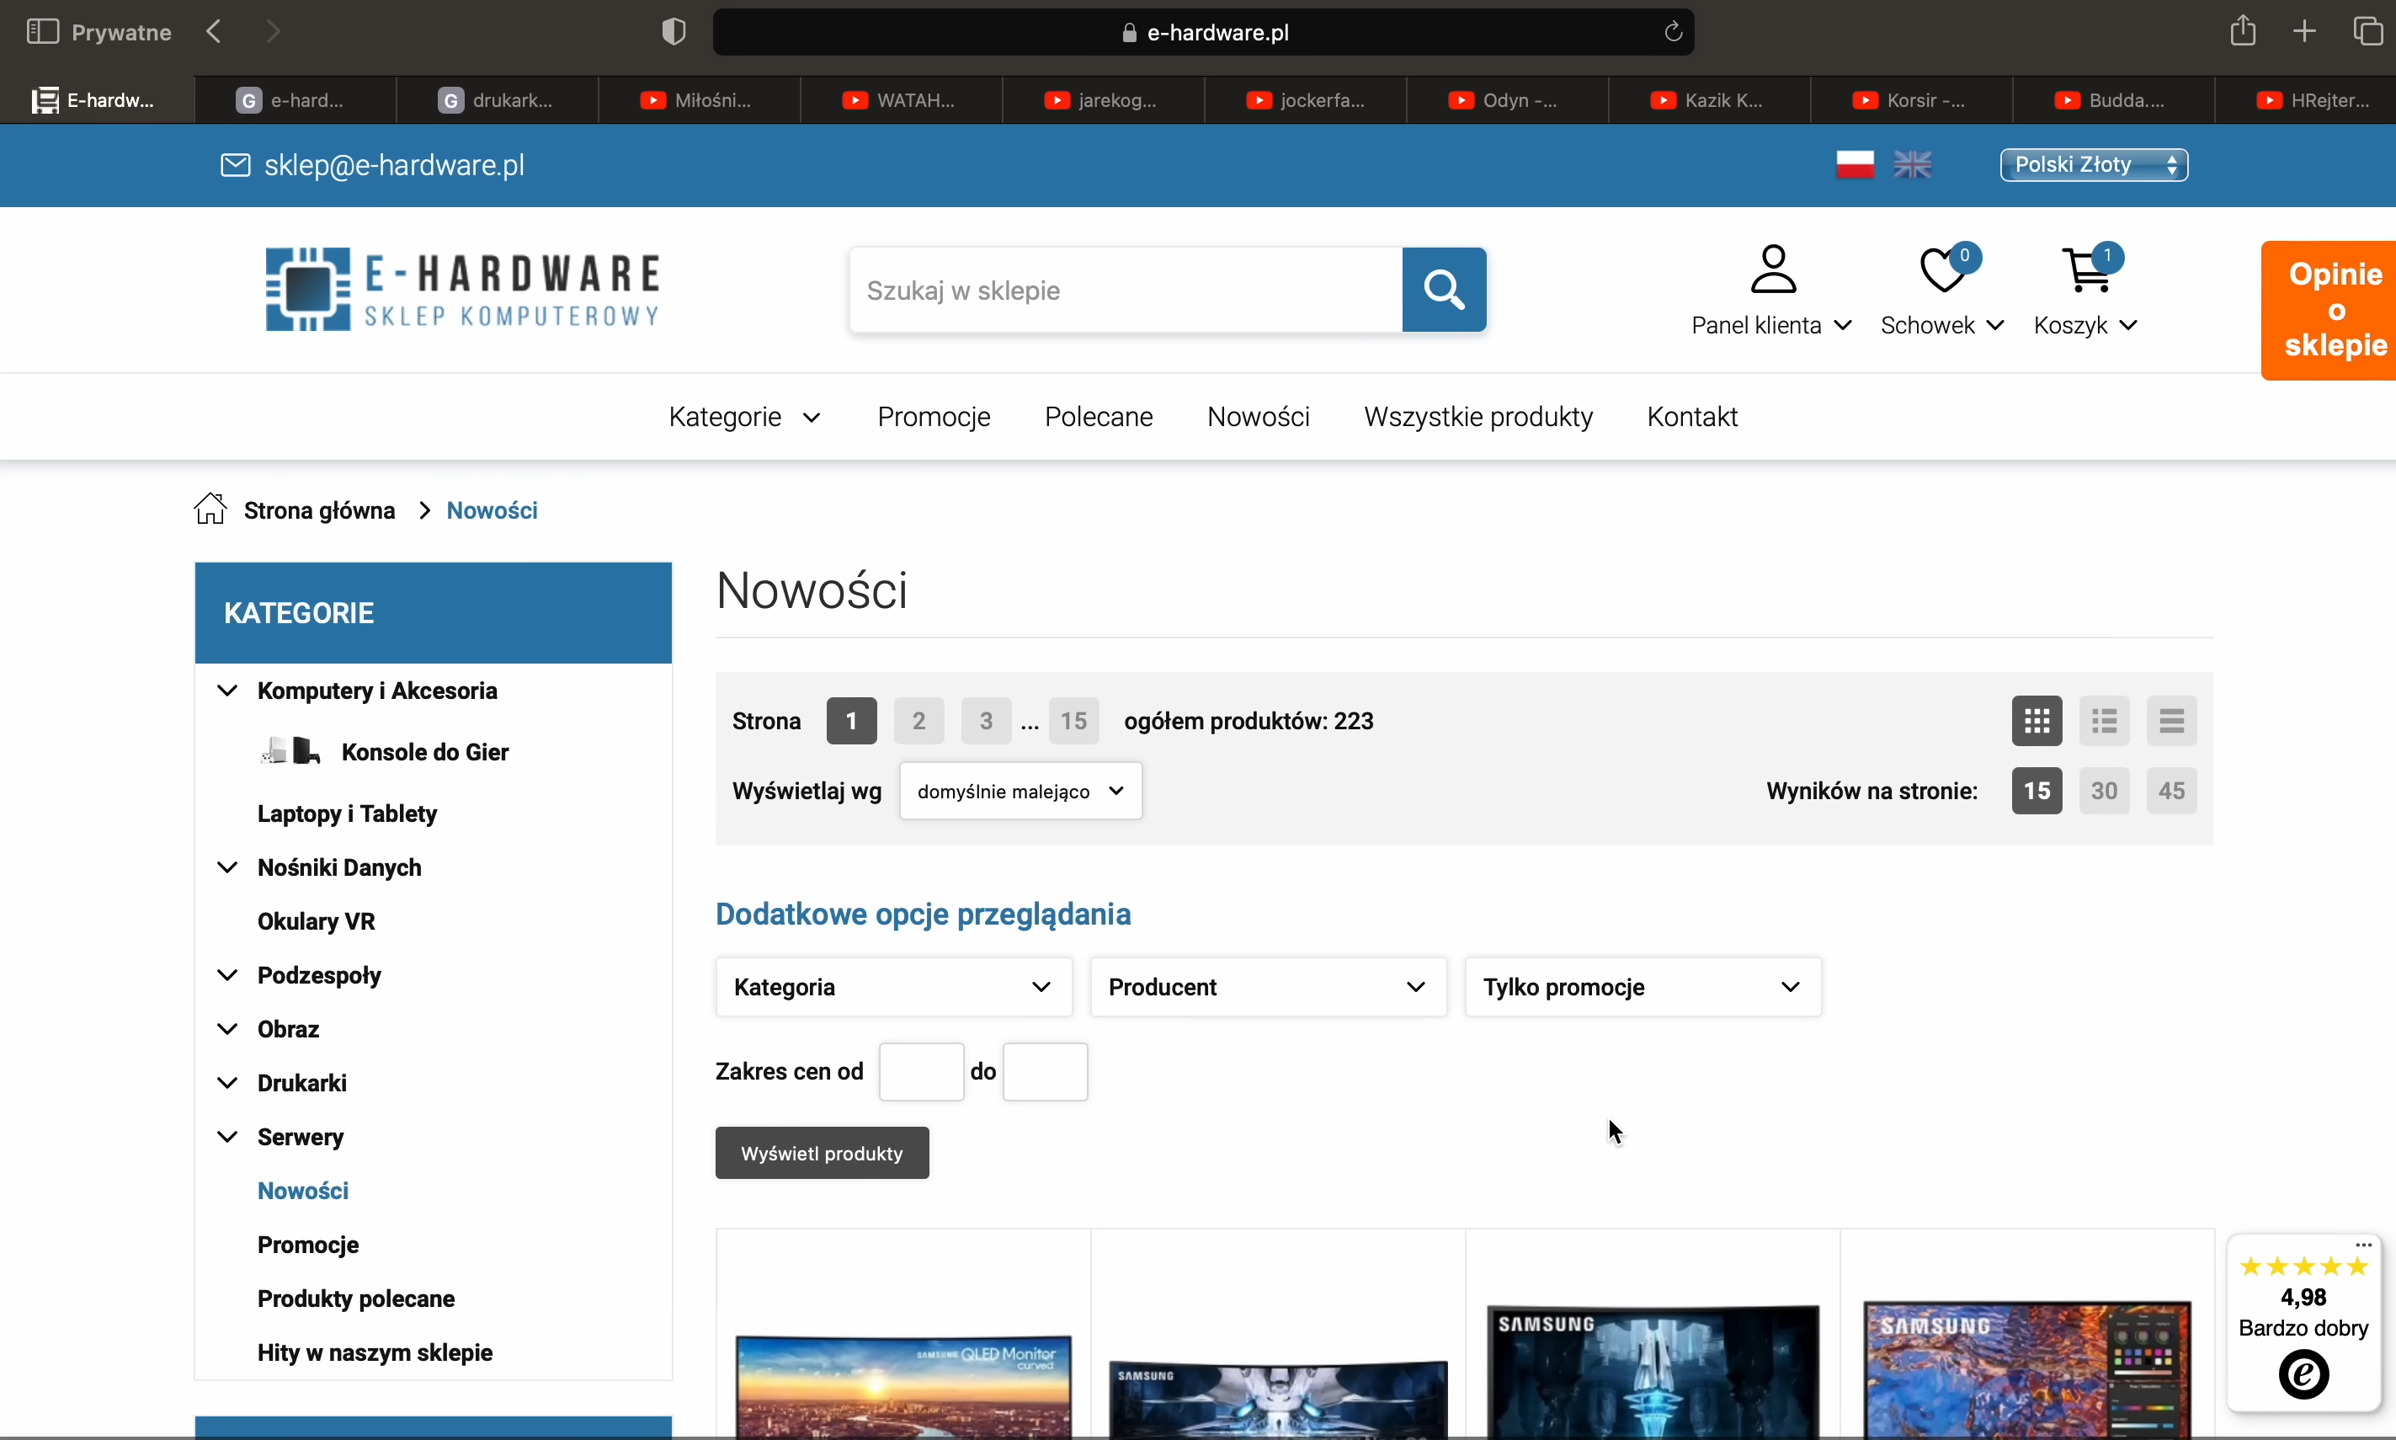 Prywatne
e-hardware.pl
E-hardw...
e-hard...
drukark...
Miłośni...
WATAH...
jarekog...
jockerfa...
Odyn -...
Kazik K...
Korsir -...
Budda....
HRejter...
sklep@e-hardware.pl
Polski Złoty
E-HARDWARE
SKLEP KOMPUTEROWY
Szukaj w sklepie
Panel klienta
0
Schowek
1
Koszyk
Opinie
o
sklepie
Kategorie
Promocje
Polecane
Nowości
Wszystkie produkty
Kontakt
Strona główna > Nowości
KATEGORIE
Komputery i Akcesoria
Konsole do Gier
Laptopy i Tablety
Nośniki Danych
Okulary VR
Podzespoły
Obraz
Drukarki
Serwery
Nowości
Promocje
Produkty polecane
Hity w naszym sklepie
Nowości
Strona 1 2 3 ... 15 ogółem produktów: 223
Wyświetlaj wg domyślnie malejąco
Wyników na stronie: 15 30 45
Dodatkowe opcje przeglądania
Kategoria
Producent
Tylko promocje
Zakres cen od do
Wyświetl produkty
SAMSUNG QLED Monitor
curved
SAMSUNG
SAMSUNG
SAMSUNG
4,98
Bardzo dobry